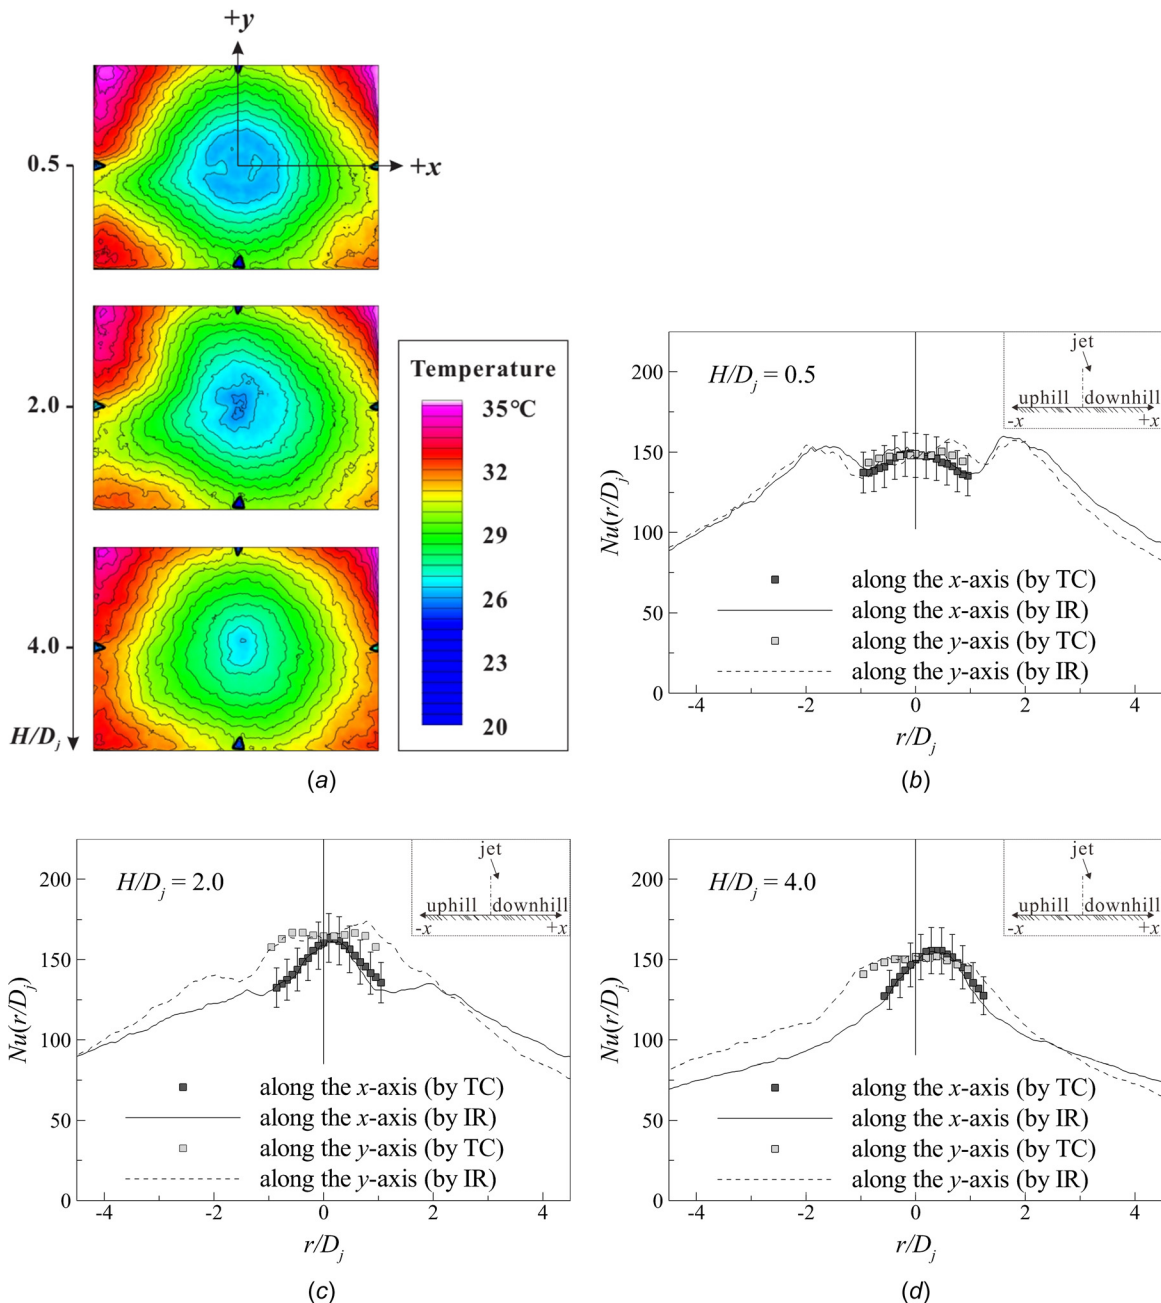 +y
0.5
+x
2.0
4.0
H/Dj
Temperature
35°C
32
29
26
23
20
(a)
H/Dj = 0.5
jet
uphill downhill
-x +x
Nu(r/Dj)
200
150
100
50
0
-4 -2 0 2 4
r/Dj
along the x-axis (by TC)
along the x-axis (by IR)
along the y-axis (by TC)
along the y-axis (by IR)
(b)
H/Dj = 2.0
jet
uphill downhill
-x +x
Nu(r/Dj)
200
150
100
50
0
-4 -2 0 2 4
r/Dj
along the x-axis (by TC)
along the x-axis (by IR)
along the y-axis (by TC)
along the y-axis (by IR)
(c)
H/Dj = 4.0
jet
uphill downhill
-x +x
Nu(r/Dj)
200
150
100
50
0
-4 -2 0 2 4
r/Dj
along the x-axis (by TC)
along the x-axis (by IR)
along the y-axis (by TC)
along the y-axis (by IR)
(d)